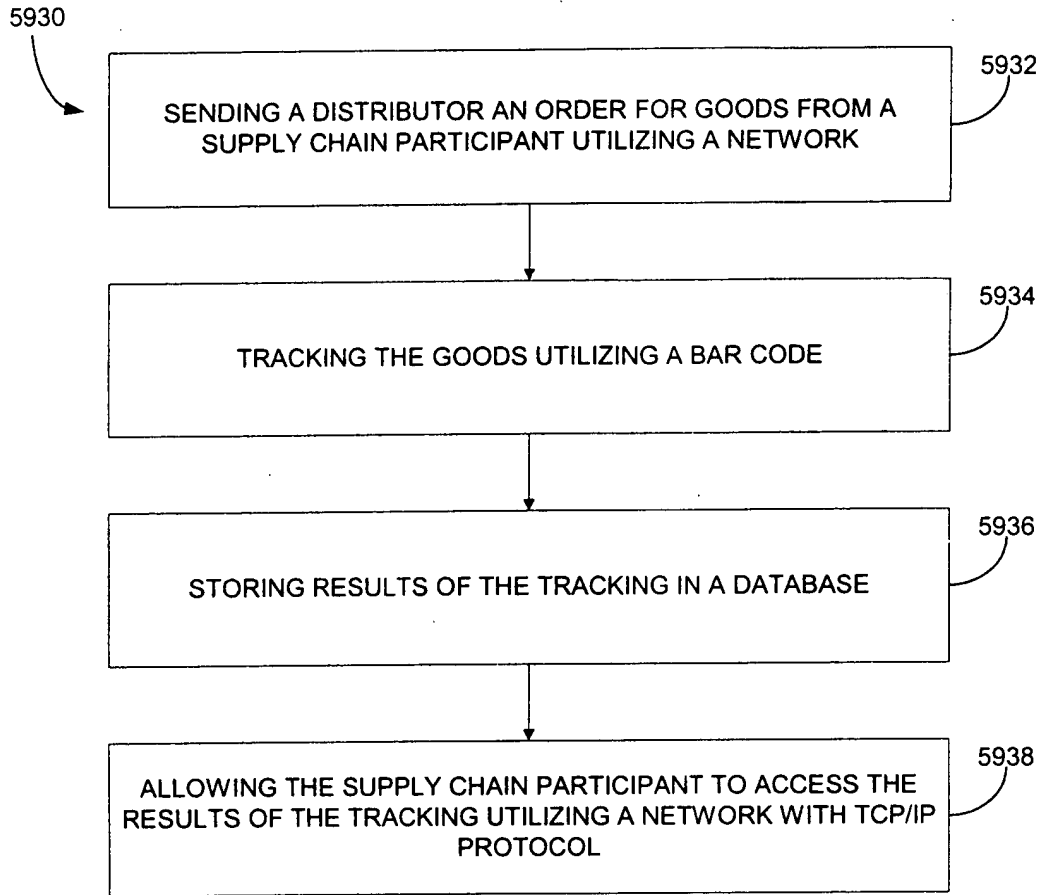 5930
5932
SENDING A DISTRIBUTOR AN ORDER FOR GOODS FROM A
SUPPLY CHAIN PARTICIPANT UTILIZING A NETWORK
5934
TRACKING THE GOODS UTILIZING A BAR CODE
5936
STORING RESULTS OF THE TRACKING IN A DATABASE
5938
ALLOWING THE SUPPLY CHAIN PARTICIPANT TO ACCESS THE
RESULTS OF THE TRACKING UTILIZING A NETWORK WITH TCP/IP
PROTOCOL